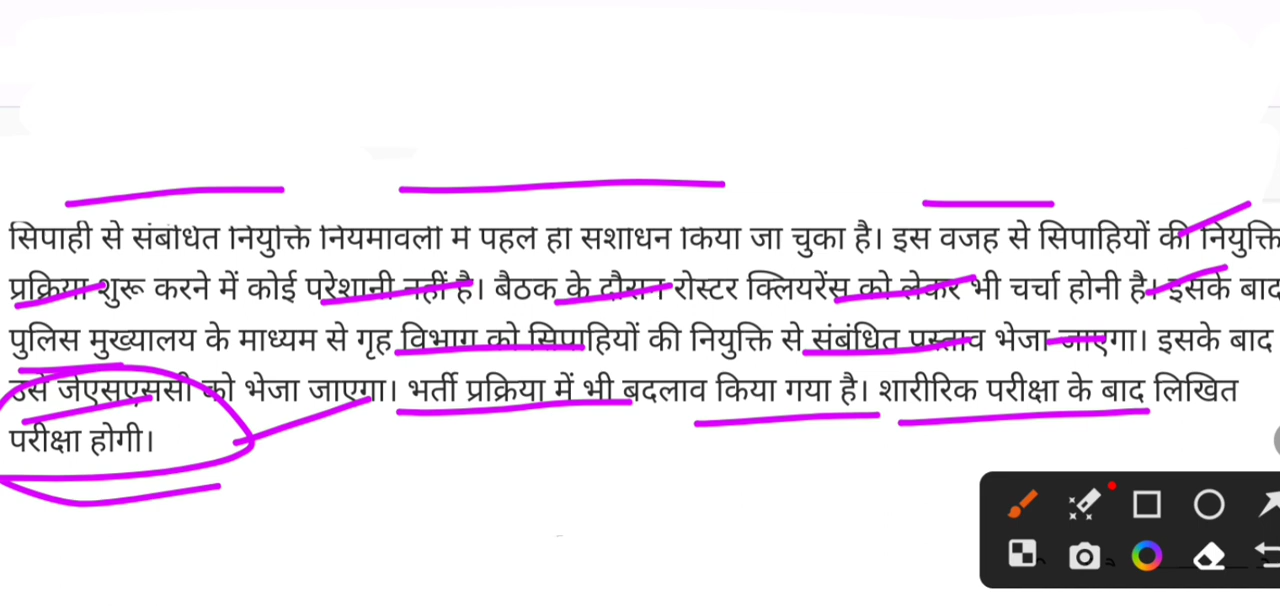 सिपाही से संबंधित नियुक्ति नियमावली में पहले ही संशोधन किया जा चुका है। इस वजह से सिपाहियों की नियुक्ति
प्रक्रिया शुरू करने में कोई परेशानी नहीं है। बैठक के दौरान रोस्टर क्लियरेंस को लेकर भी चर्चा होनी है। इसके बाद
पुलिस मुख्यालय के माध्यम से गृह विभाग को सिपाहियों की नियुक्ति से संबंधित प्रस्ताव भेजा जाएगा। इसके बाद
उसे जेएसएससी को भेजा जाएगा। भर्ती प्रक्रिया में भी बदलाव किया गया है। शारीरिक परीक्षा के बाद लिखित
परीक्षा होगी।